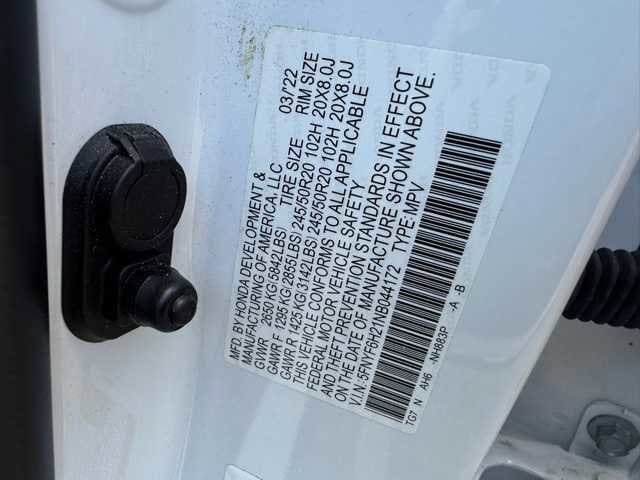 MFD. BY HONDA DEVELOPMENT & 03/22
MANUFACTURING OF AMERICA, LLC
GVWR 2650 KG(5842LBS) TIRE SIZE RIM SIZE
GAWR F 1295 KG(2855LBS) 245/50R20 102H 20X8.0J
GAWR R 1425 KG(3142LBS) 245/50R20 102H 20X8.0J
THIS VEHICLE CONFORMS TO ALL APPLICABLE
FEDERAL MOTOR VEHICLE SAFETY
AND THEFT PREVENTION STANDARDS IN EFFECT
ON THE DATE OF MANUFACTURE SHOWN ABOVE.
V.I.N.:5FNYF8H21NB044172 TYPE:MPV
TG7 N AH6 -NH883P -A -B